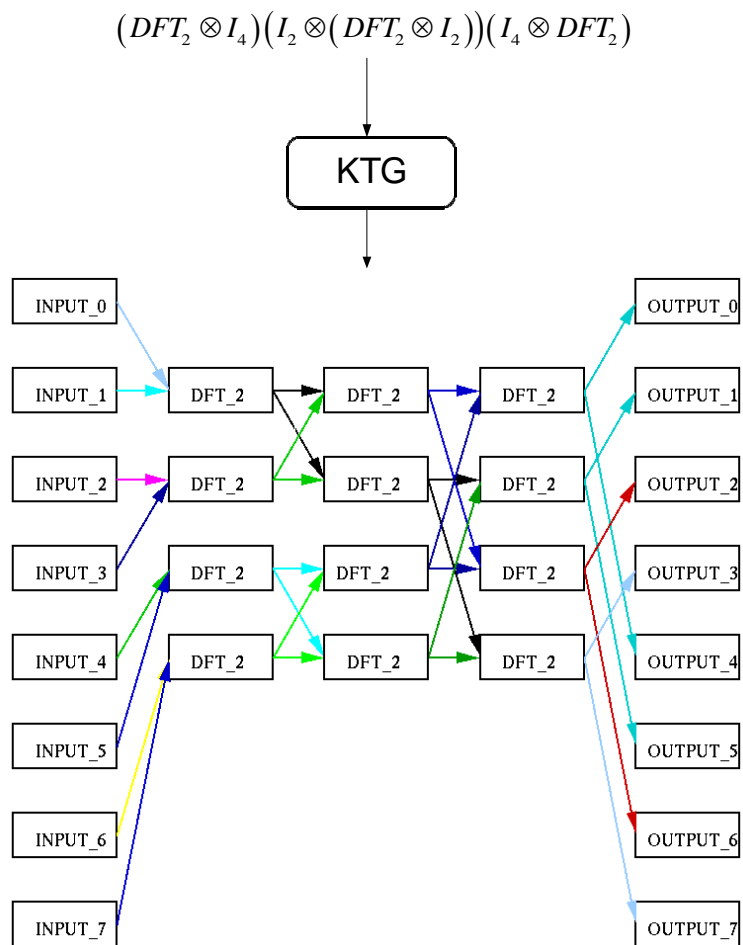 (DFT₂ ⊗ I₄)(I₂ ⊗ (DFT₂ ⊗ I₂))(I₄ ⊗ DFT₂)
KTG
INPUT_0 OUTPUT_0
INPUT_1 DFT_2 DFT_2 DFT_2 OUTPUT_1
INPUT_2 DFT_2 DFT_2 DFT_2 OUTPUT_2
INPUT_3 DFT_2 DFT_2 DFT_2 OUTPUT_3
INPUT_4 DFT_2 DFT_2 DFT_2 OUTPUT_4
INPUT_5 OUTPUT_5
INPUT_6 OUTPUT_6
INPUT_7 OUTPUT_7